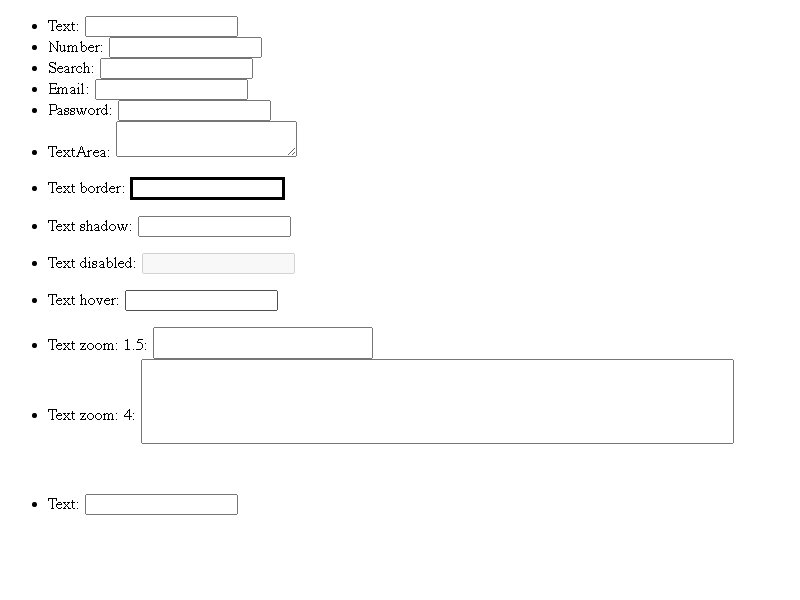 Text:
Number:
Search:
Email:
Password:
TextArea:
Text border:
Text shadow:
Text disabled:
Text hover:
Text zoom: 1.5:
Text zoom: 4:
Text: